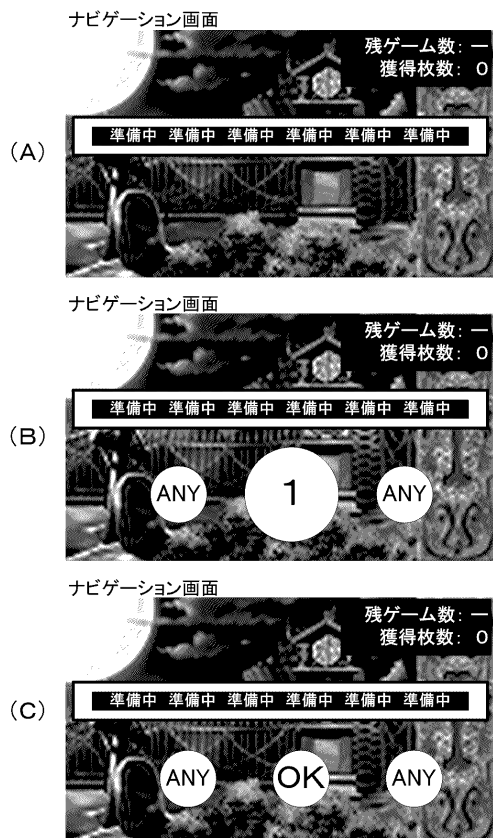 ナビゲーション画面
残ゲーム数: ー
獲得枚数: 0
(A)
準備中 準備中 準備中 準備中 準備中 準備中
ナビゲーション画面
残ゲーム数: ー
獲得枚数: 0
(B)
準備中 準備中 準備中 準備中 準備中 準備中
ANY 1 ANY
ナビゲーション画面
残ゲーム数: ー
獲得枚数: 0
(C)
準備中 準備中 準備中 準備中 準備中 準備中
ANY OK ANY